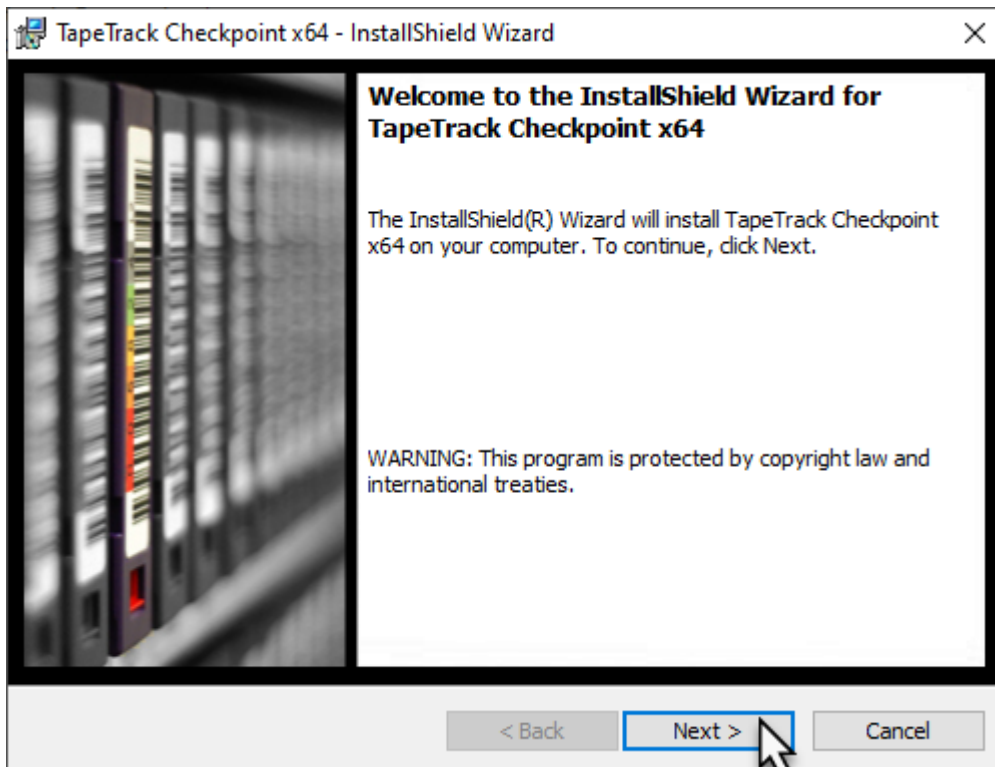 TapeTrack Checkpoint x64 - InstallShield Wizard
Welcome to the InstallShield Wizard for
TapeTrack Checkpoint x64
The InstallShield(R) Wizard will install TapeTrack Checkpoint
x64 on your computer. To continue, click Next.
WARNING: This program is protected by copyright law and
international treaties.
< Back
Next >
Cancel